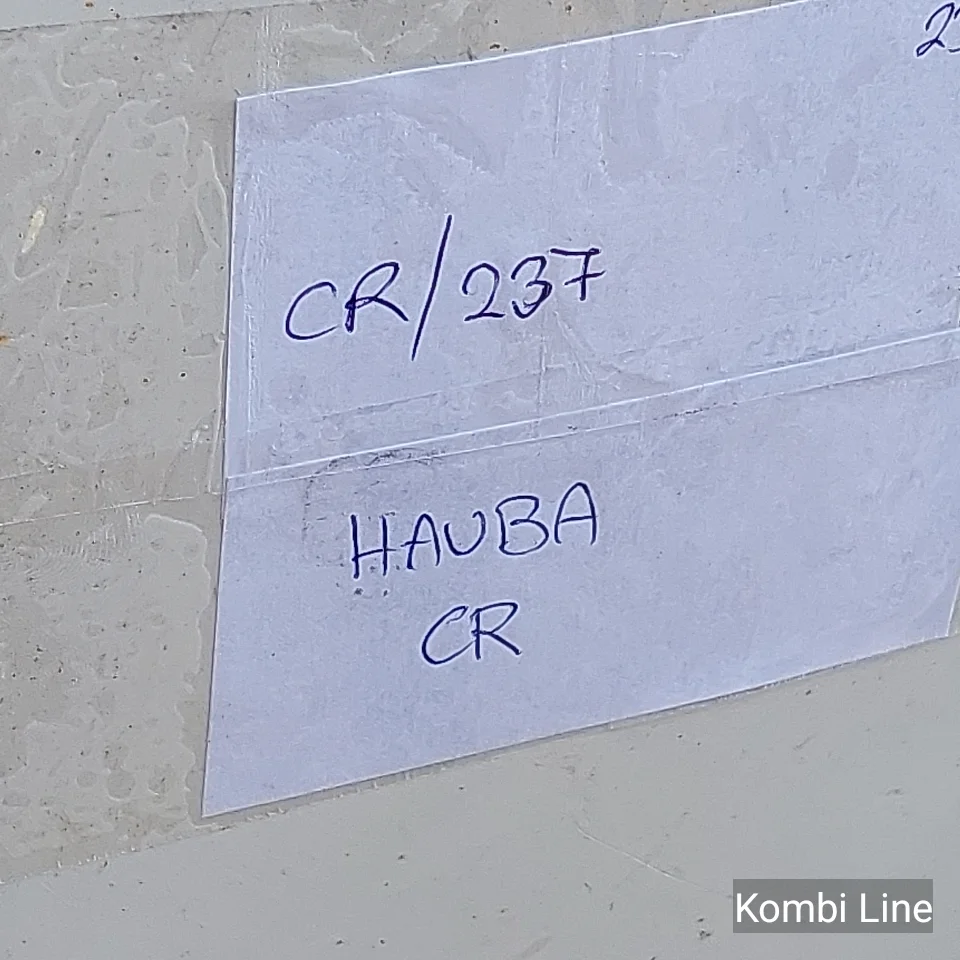 CR/237
HAUBA
CR
Kombi Line